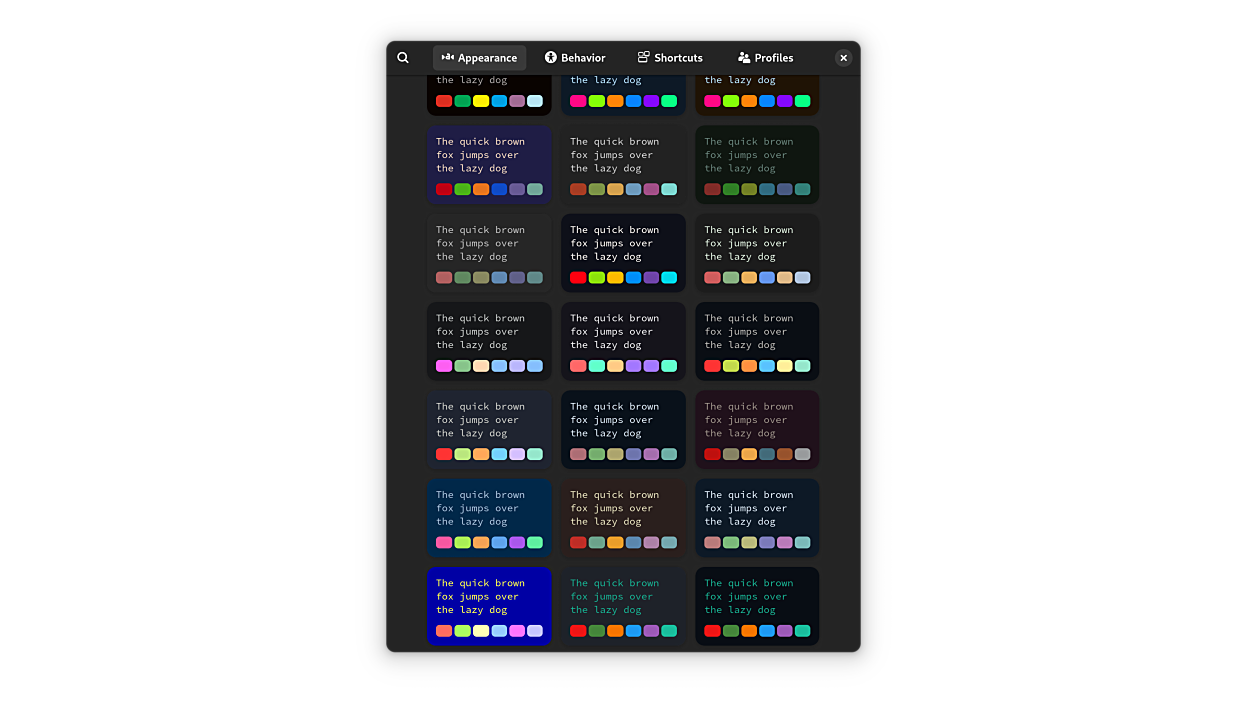 Appearance
Behavior
Shortcuts
Profiles
the lazy dog
the lazy dog
the lazy dog
The quick brown
fox jumps over
the lazy dog
The quick brown
fox jumps over
the lazy dog
The quick brown
fox jumps over
the lazy dog
The quick brown
fox jumps over
the lazy dog
The quick brown
fox jumps over
the lazy dog
The quick brown
fox jumps over
the lazy dog
The quick brown
fox jumps over
the lazy dog
The quick brown
fox jumps over
the lazy dog
The quick brown
fox jumps over
the lazy dog
The quick brown
fox jumps over
the lazy dog
The quick brown
fox jumps over
the lazy dog
The quick brown
fox jumps over
the lazy dog
The quick brown
fox jumps over
the lazy dog
The quick brown
fox jumps over
the lazy dog
The quick brown
fox jumps over
the lazy dog
The quick brown
fox jumps over
the lazy dog
The quick brown
fox jumps over
the lazy dog
The quick brown
fox jumps over
the lazy dog